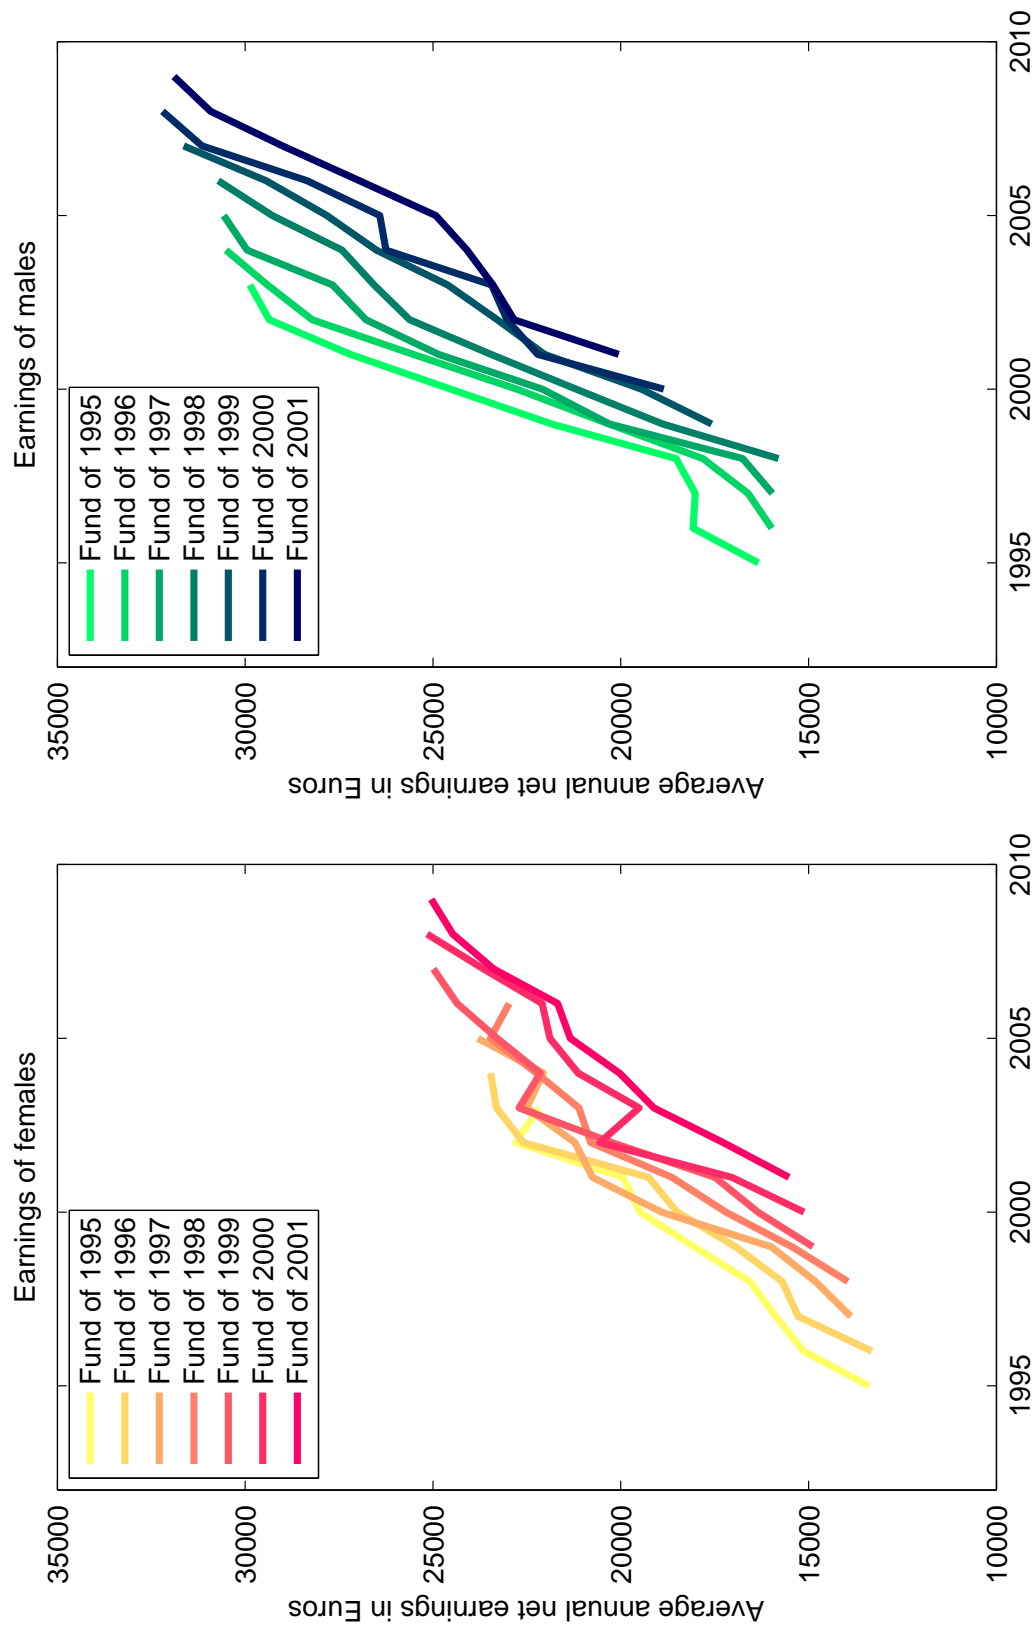 Earnings of females
Average annual net earnings in Euros
35000
30000
25000
20000
15000
10000
1995
2000
2005
2010
Fund of 1995
Fund of 1996
Fund of 1997
Fund of 1998
Fund of 1999
Fund of 2000
Fund of 2001
Earnings of males
Average annual net earnings in Euros
35000
30000
25000
20000
15000
10000
1995
2000
2005
2010
Fund of 1995
Fund of 1996
Fund of 1997
Fund of 1998
Fund of 1999
Fund of 2000
Fund of 2001